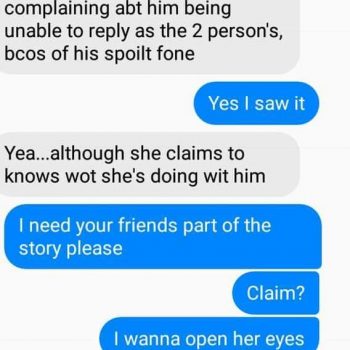 complaining abt him being
unable to reply as the 2 person's,
bcos of his spoilt fone
Yes I saw it
Yea...although she claims to
knows wot she's doing wit him
I need your friends part of the
story please
Claim?
I wanna open her eyes